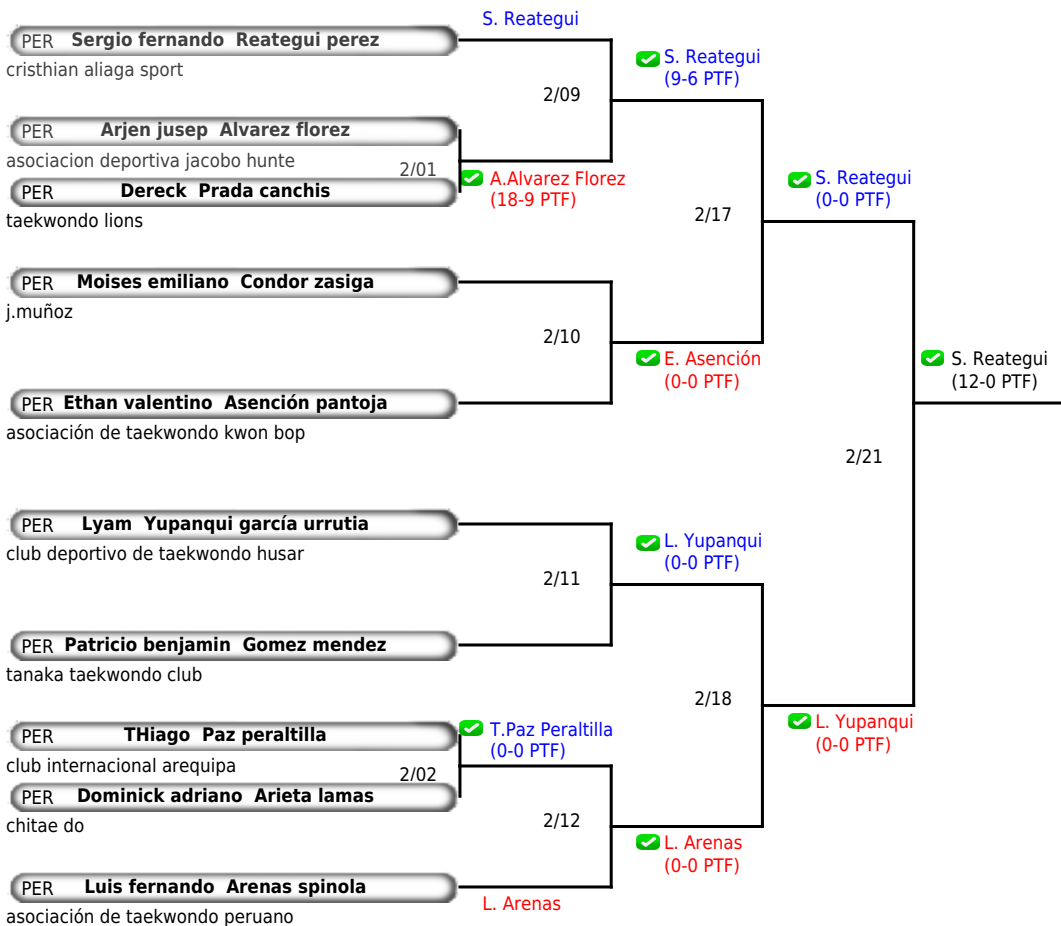 S. Reategui
PER Sergio fernando Reategui perez
cristhian aliaga sport
S. Reategui
(9-6 PTF)
2/09
PER Arjen jusep Alvarez florez
asociacion deportiva jacobo hunte
2/01
A.Alvarez Florez
(18-9 PTF)
PER Dereck Prada canchis
taekwondo lions
S. Reategui
(0-0 PTF)
2/17
PER Moises emiliano Condor zasiga
j.muñoz
2/10
E. Asención
(0-0 PTF)
S. Reategui
(12-0 PTF)
PER Ethan valentino Asención pantoja
asociación de taekwondo kwon bop
2/21
PER Lyam Yupanqui garcía urrutia
club deportivo de taekwondo husar
L. Yupanqui
(0-0 PTF)
2/11
PER Patricio benjamin Gomez mendez
tanaka taekwondo club
2/18
L. Yupanqui
(0-0 PTF)
PER THiago Paz peraltilla
club internacional arequipa
T.Paz Peraltilla
(0-0 PTF)
2/02
PER Dominick adriano Arieta lamas
chitae do
2/12
L. Arenas
(0-0 PTF)
PER Luis fernando Arenas spinola
asociación de taekwondo peruano
L. Arenas